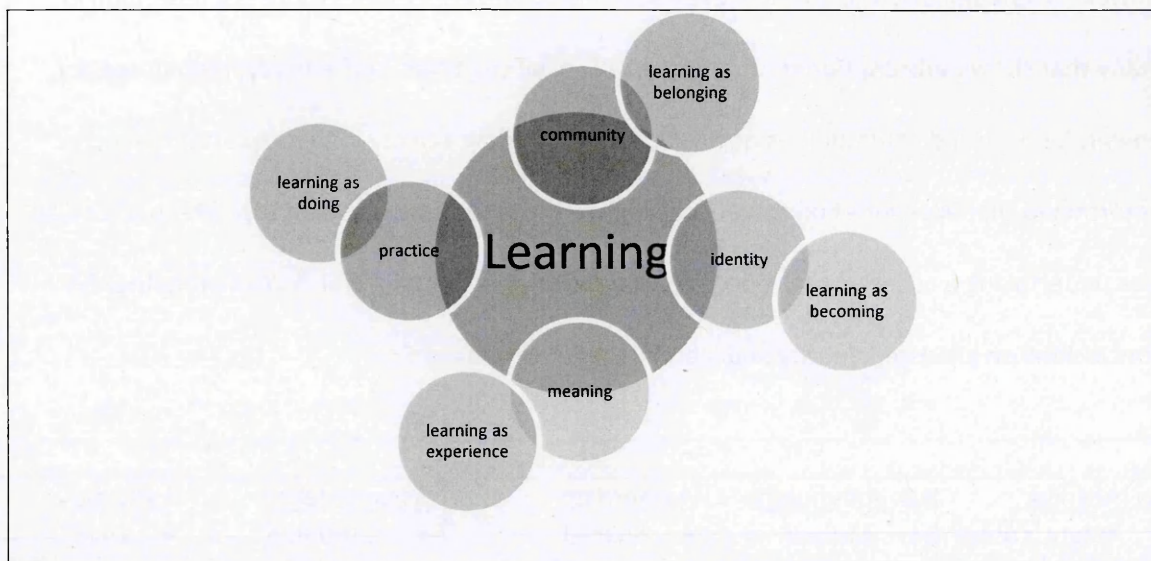 learning as
belonging
community
learning as
doing
practice
Learning
identity
learning as
becoming
meaning
learning as
experience